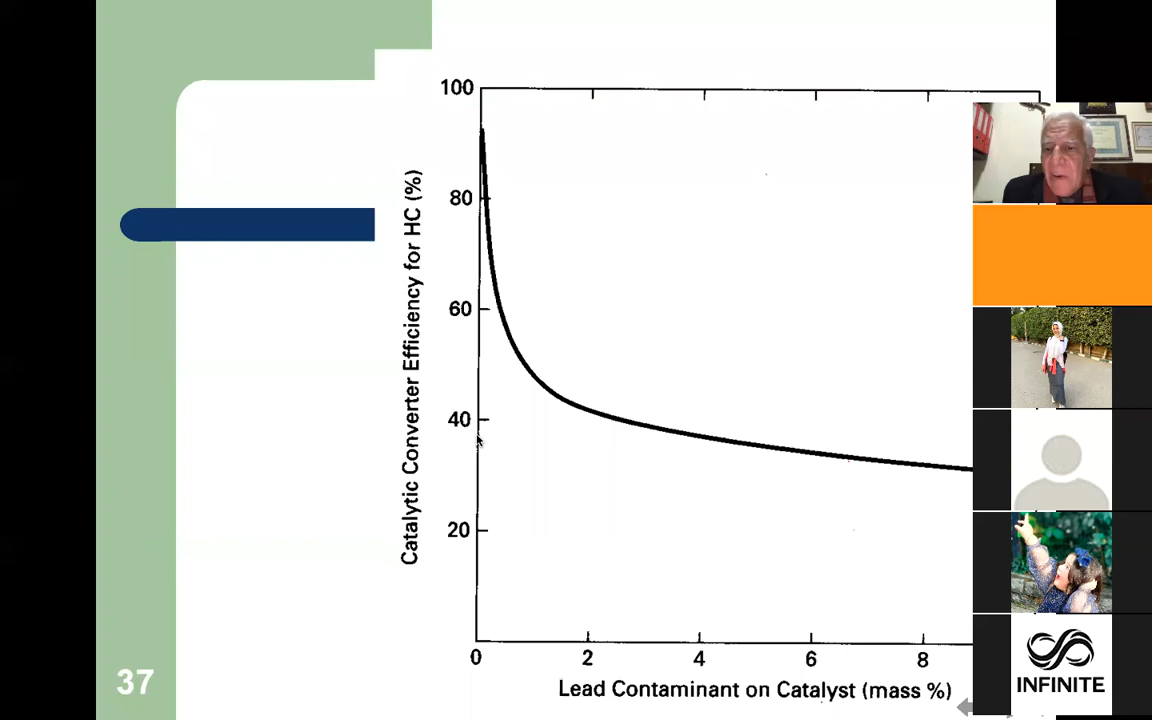 100
80
60
40
20
Catalytic Converter Efficiency for HC (%)
0 2 4 6 8
Lead Contaminant on Catalyst (mass %)
37
INFINITE